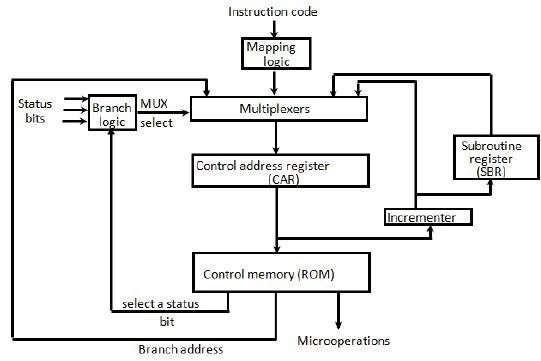 Instruction code
Mapping
logic
Status
bits
Branch
logic
MUX
select
Multiplexers
Subroutine
register
(SBR)
Control address register
(CAR)
Incrementer
Control memory (ROM)
select a status
bit
Microoperations
Branch address